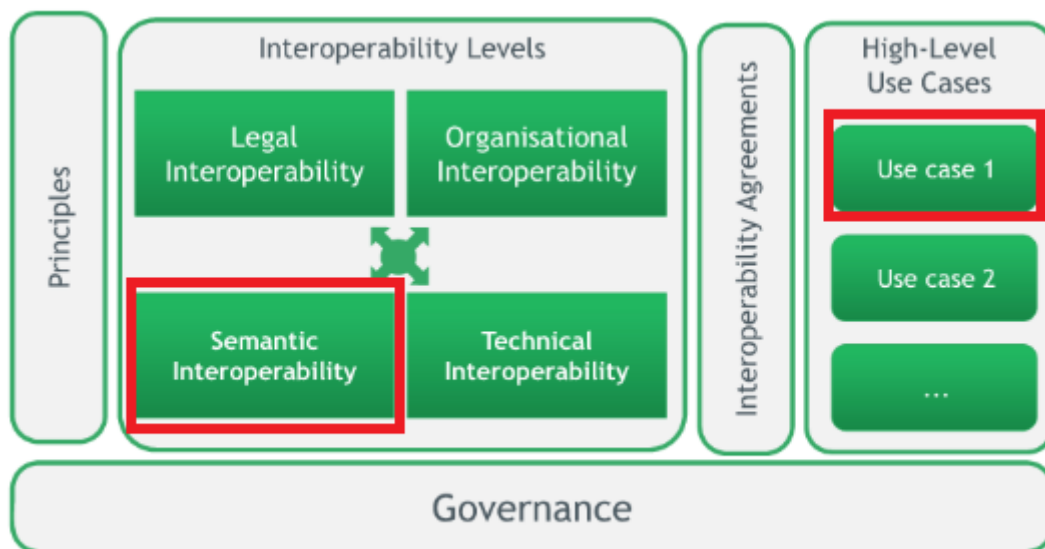 Principles
Interoperability Levels
Legal
Interoperability
Organisational
Interoperability
Semantic
Interoperability
Technical
Interoperability
Interoperability Agreements
High-Level
Use Cases
Use case 1
Use case 2
...
Governance